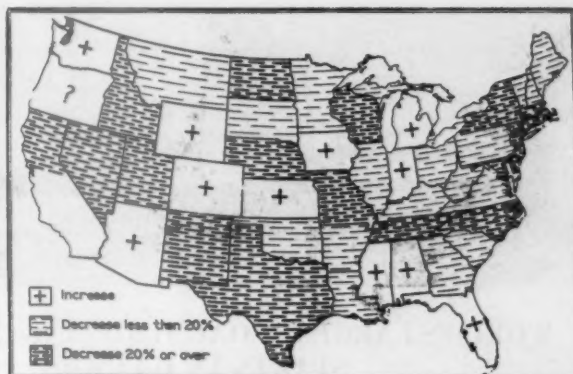 ?
Increase
Decrease less than 20%
Decrease 20% or over